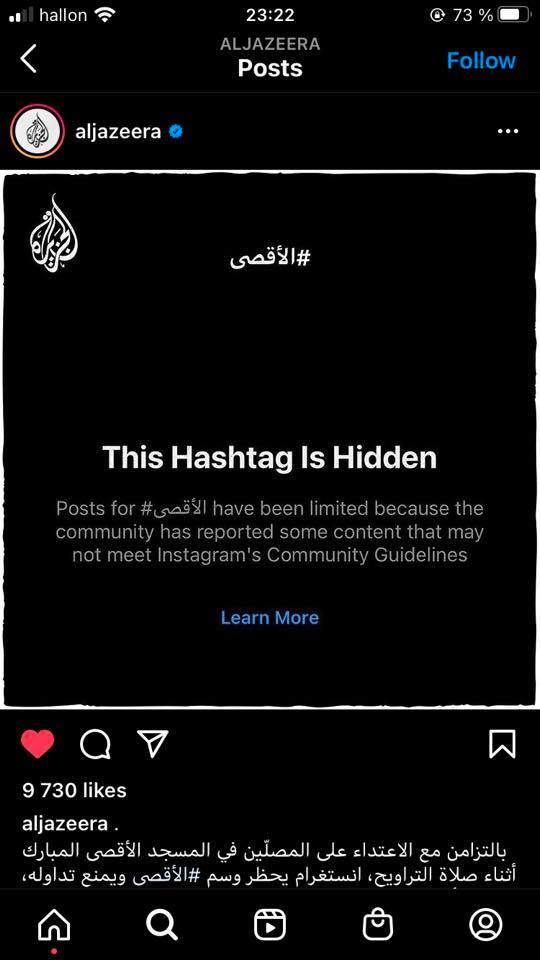 hallon 23:22 73 %
ALJAZEERA
Posts
Follow
aljazeera
#الأقصى
This Hashtag Is Hidden
Posts for #الأقصى have been limited because the
community has reported some content that may
not meet Instagram's Community Guidelines
Learn More
9 730 likes
aljazeera .
بالتزامن مع الاعتداء على المصلّين في المسجد الأقصى المبارك
أثناء صلاة التراويح، انستغرام يحظر وسم #الأقصى ويمنع تداوله،